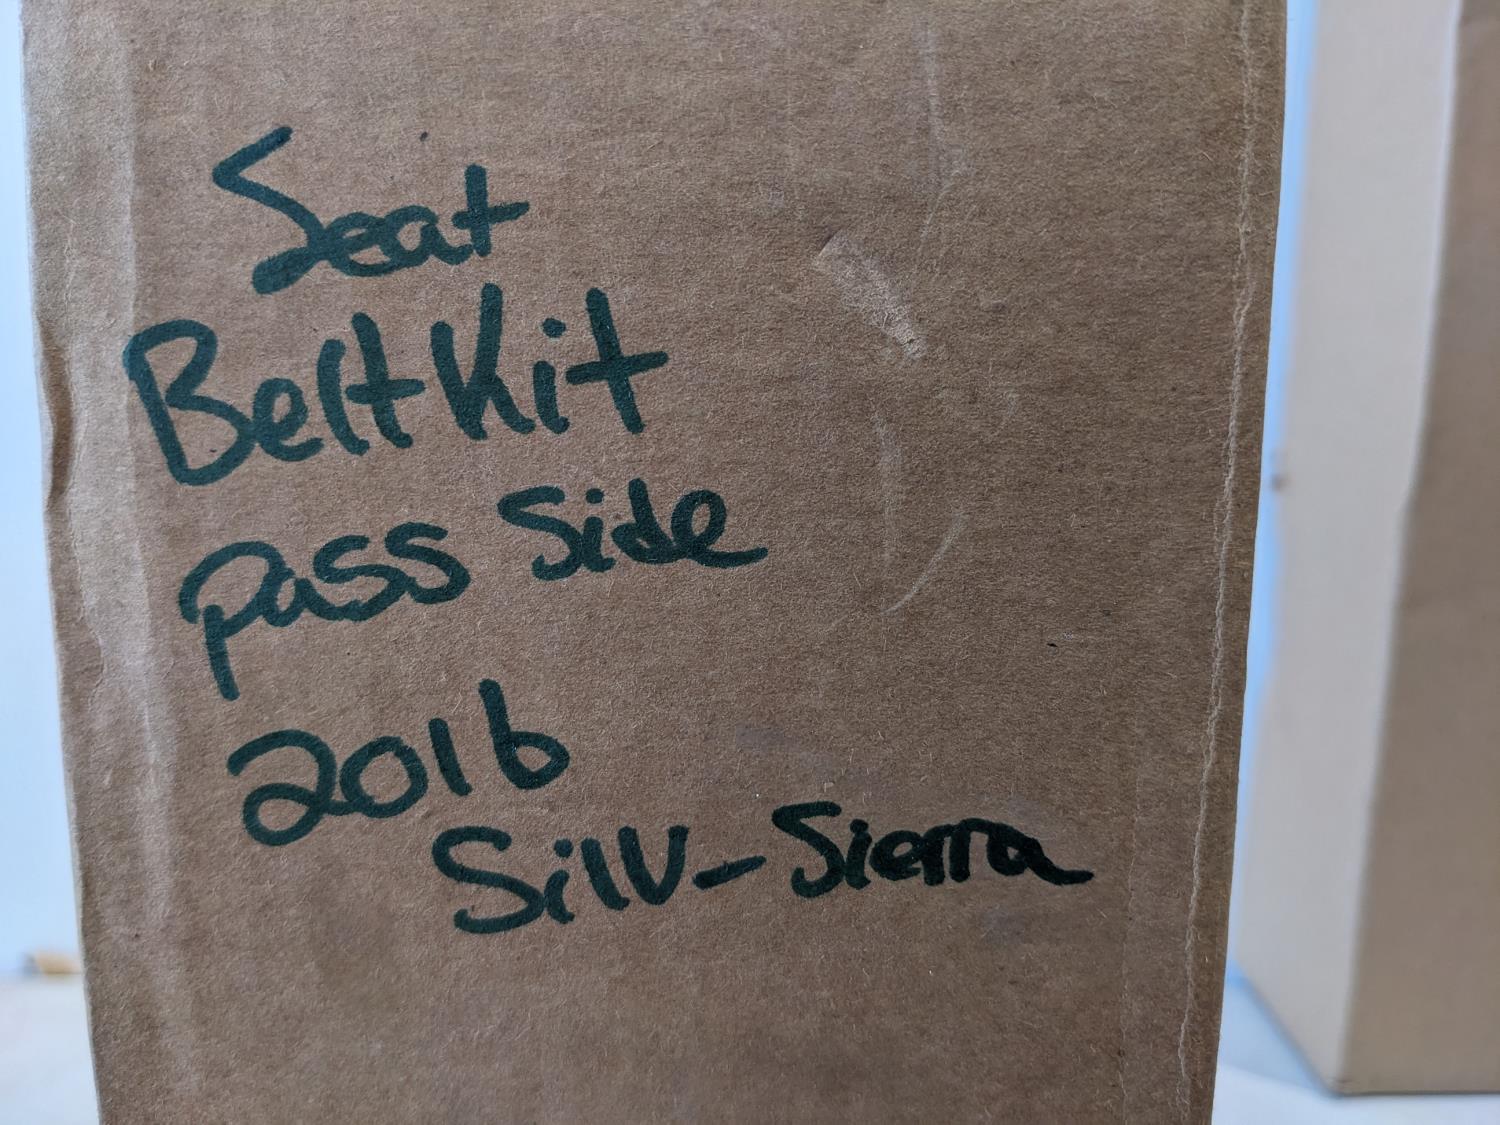 Seat
Belt Kit
pass side
2016
Silv-Sierra